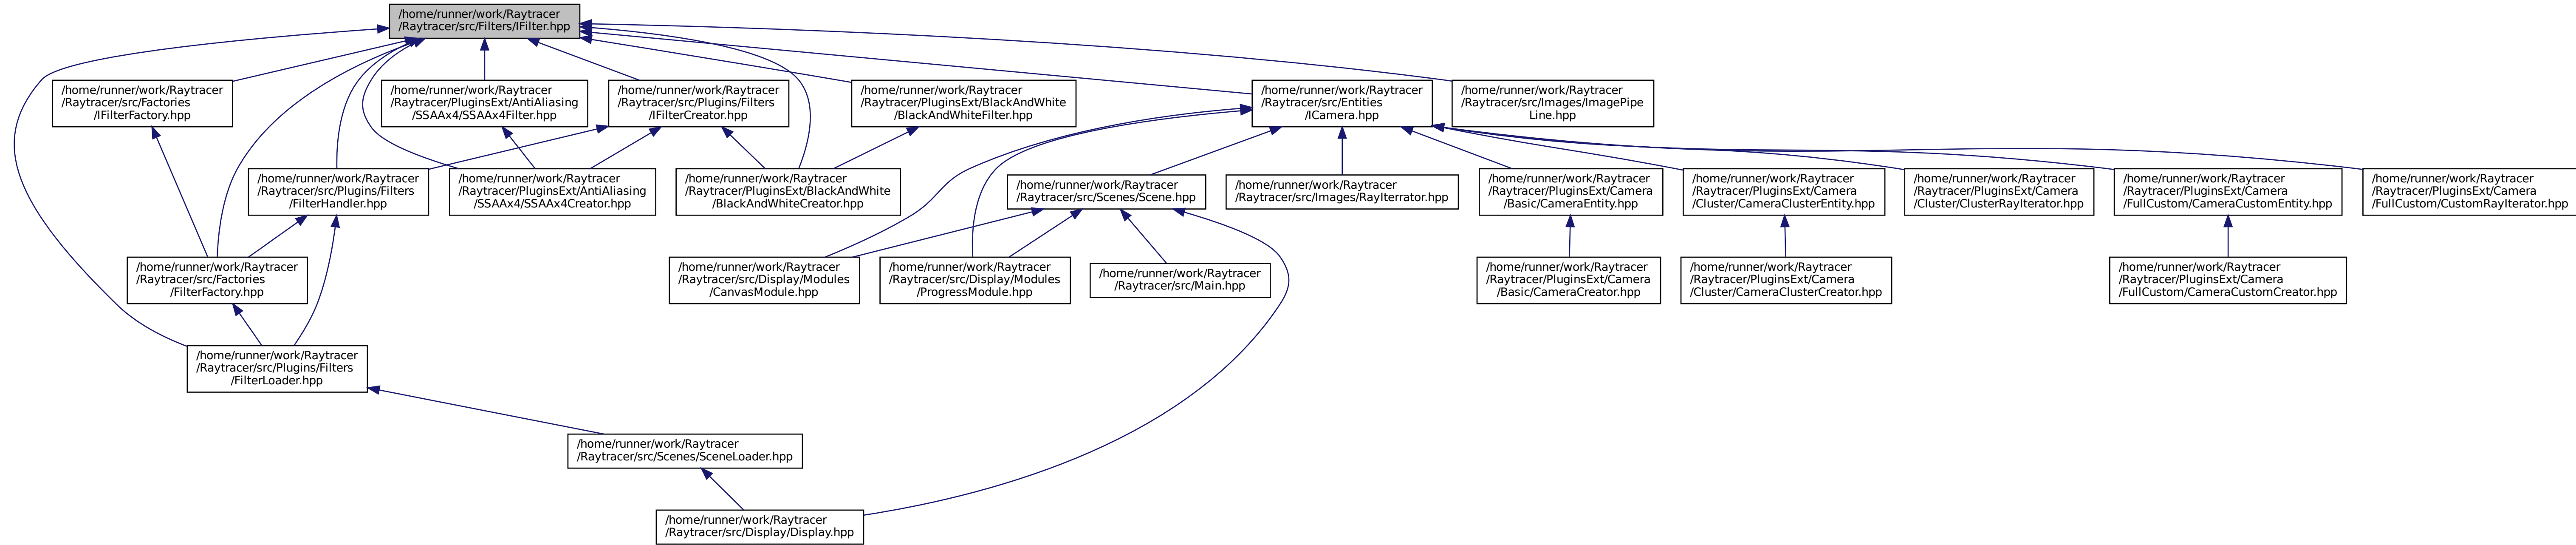 /home/runner/work/Raytracer
/Raytracer/src/Filters/IFilter.hpp
/home/runner/work/Raytracer
/Raytracer/src/Factories
/IFilterFactory.hpp
/home/runner/work/Raytracer
/Raytracer/PluginsExt/AntiAliasing
/SSAAx4/SSAAx4Filter.hpp
/home/runner/work/Raytracer
/Raytracer/src/Plugins/Filters
/IFilterCreator.hpp
/home/runner/work/Raytracer
/Raytracer/PluginsExt/BlackAndWhite
/BlackAndWhiteFilter.hpp
/home/runner/work/Raytracer
/Raytracer/src/Entities
/ICamera.hpp
/home/runner/work/Raytracer
/Raytracer/src/Images/ImagePipe
Line.hpp
/home/runner/work/Raytracer
/Raytracer/src/Plugins/Filters
/FilterHandler.hpp
/home/runner/work/Raytracer
/Raytracer/PluginsExt/AntiAliasing
/SSAAx4/SSAAx4Creator.hpp
/home/runner/work/Raytracer
/Raytracer/PluginsExt/BlackAndWhite
/BlackAndWhiteCreator.hpp
/home/runner/work/Raytracer
/Raytracer/src/Scenes/Scene.hpp
/home/runner/work/Raytracer
/Raytracer/src/Images/RayIterrator.hpp
/home/runner/work/Raytracer
/Raytracer/PluginsExt/Camera
/Basic/CameraEntity.hpp
/home/runner/work/Raytracer
/Raytracer/PluginsExt/Camera
/Cluster/CameraClusterEntity.hpp
/home/runner/work/Raytracer
/Raytracer/PluginsExt/Camera
/Cluster/ClusterRayIterator.hpp
/home/runner/work/Raytracer
/Raytracer/PluginsExt/Camera
/FullCustom/CameraCustomEntity.hpp
/home/runner/work/Raytracer
/Raytracer/PluginsExt/Camera
/FullCustom/CustomRayIterator.hpp
/home/runner/work/Raytracer
/Raytracer/src/Factories
/FilterFactory.hpp
/home/runner/work/Raytracer
/Raytracer/src/Display/Modules
/CanvasModule.hpp
/home/runner/work/Raytracer
/Raytracer/src/Display/Modules
/ProgressModule.hpp
/home/runner/work/Raytracer
/Raytracer/src/Main.hpp
/home/runner/work/Raytracer
/Raytracer/PluginsExt/Camera
/Basic/CameraCreator.hpp
/home/runner/work/Raytracer
/Raytracer/PluginsExt/Camera
/Cluster/CameraClusterCreator.hpp
/home/runner/work/Raytracer
/Raytracer/PluginsExt/Camera
/FullCustom/CameraCustomCreator.hpp
/home/runner/work/Raytracer
/Raytracer/src/Plugins/Filters
/FilterLoader.hpp
/home/runner/work/Raytracer
/Raytracer/src/Scenes/SceneLoader.hpp
/home/runner/work/Raytracer
/Raytracer/src/Display/Display.hpp